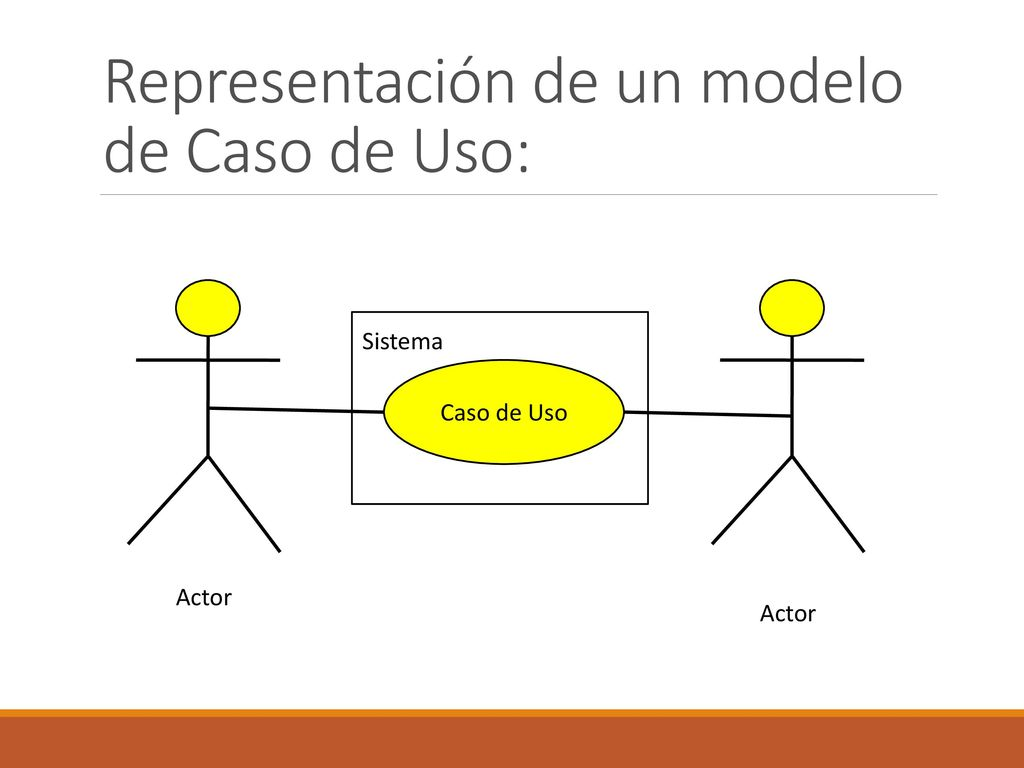 Representación de un modelo
de Caso de Uso:
Sistema
Caso de Uso
Actor
Actor